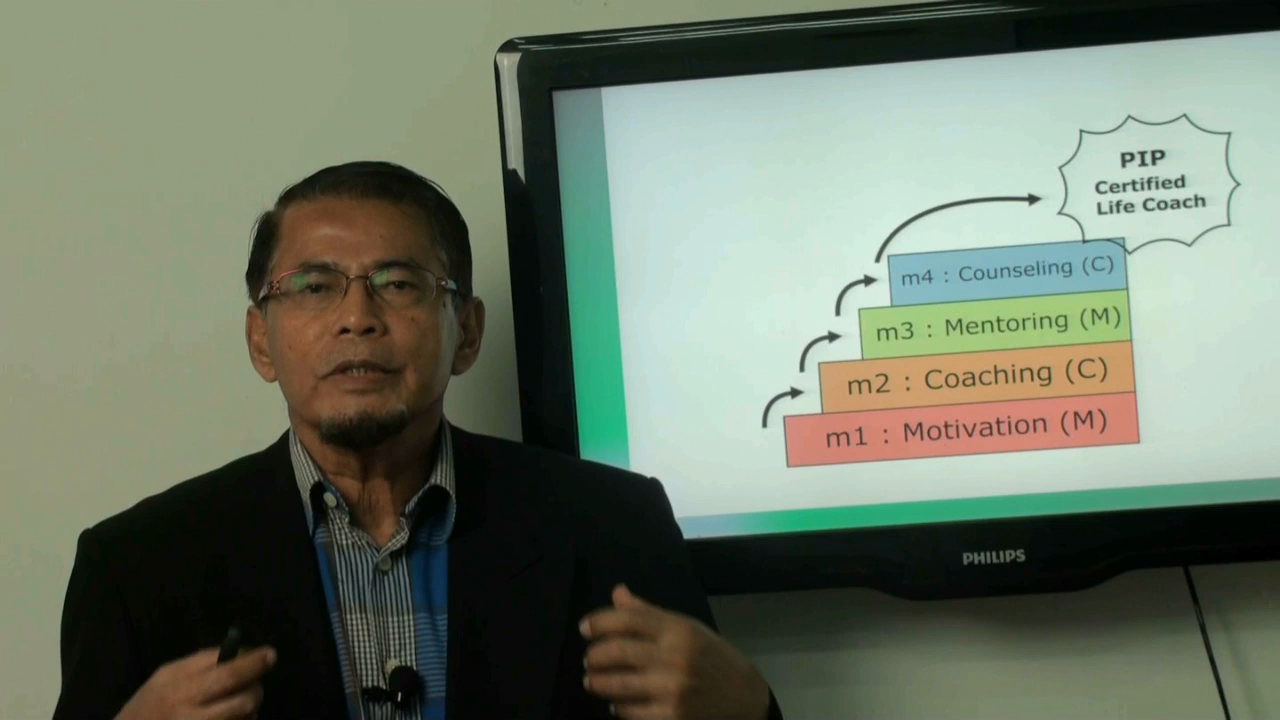 PIP
Certified
Life Coach
m4 : Counseling (C)
m3 : Mentoring (M)
m2 : Coaching (C)
m1 : Motivation (M)
PHILIPS